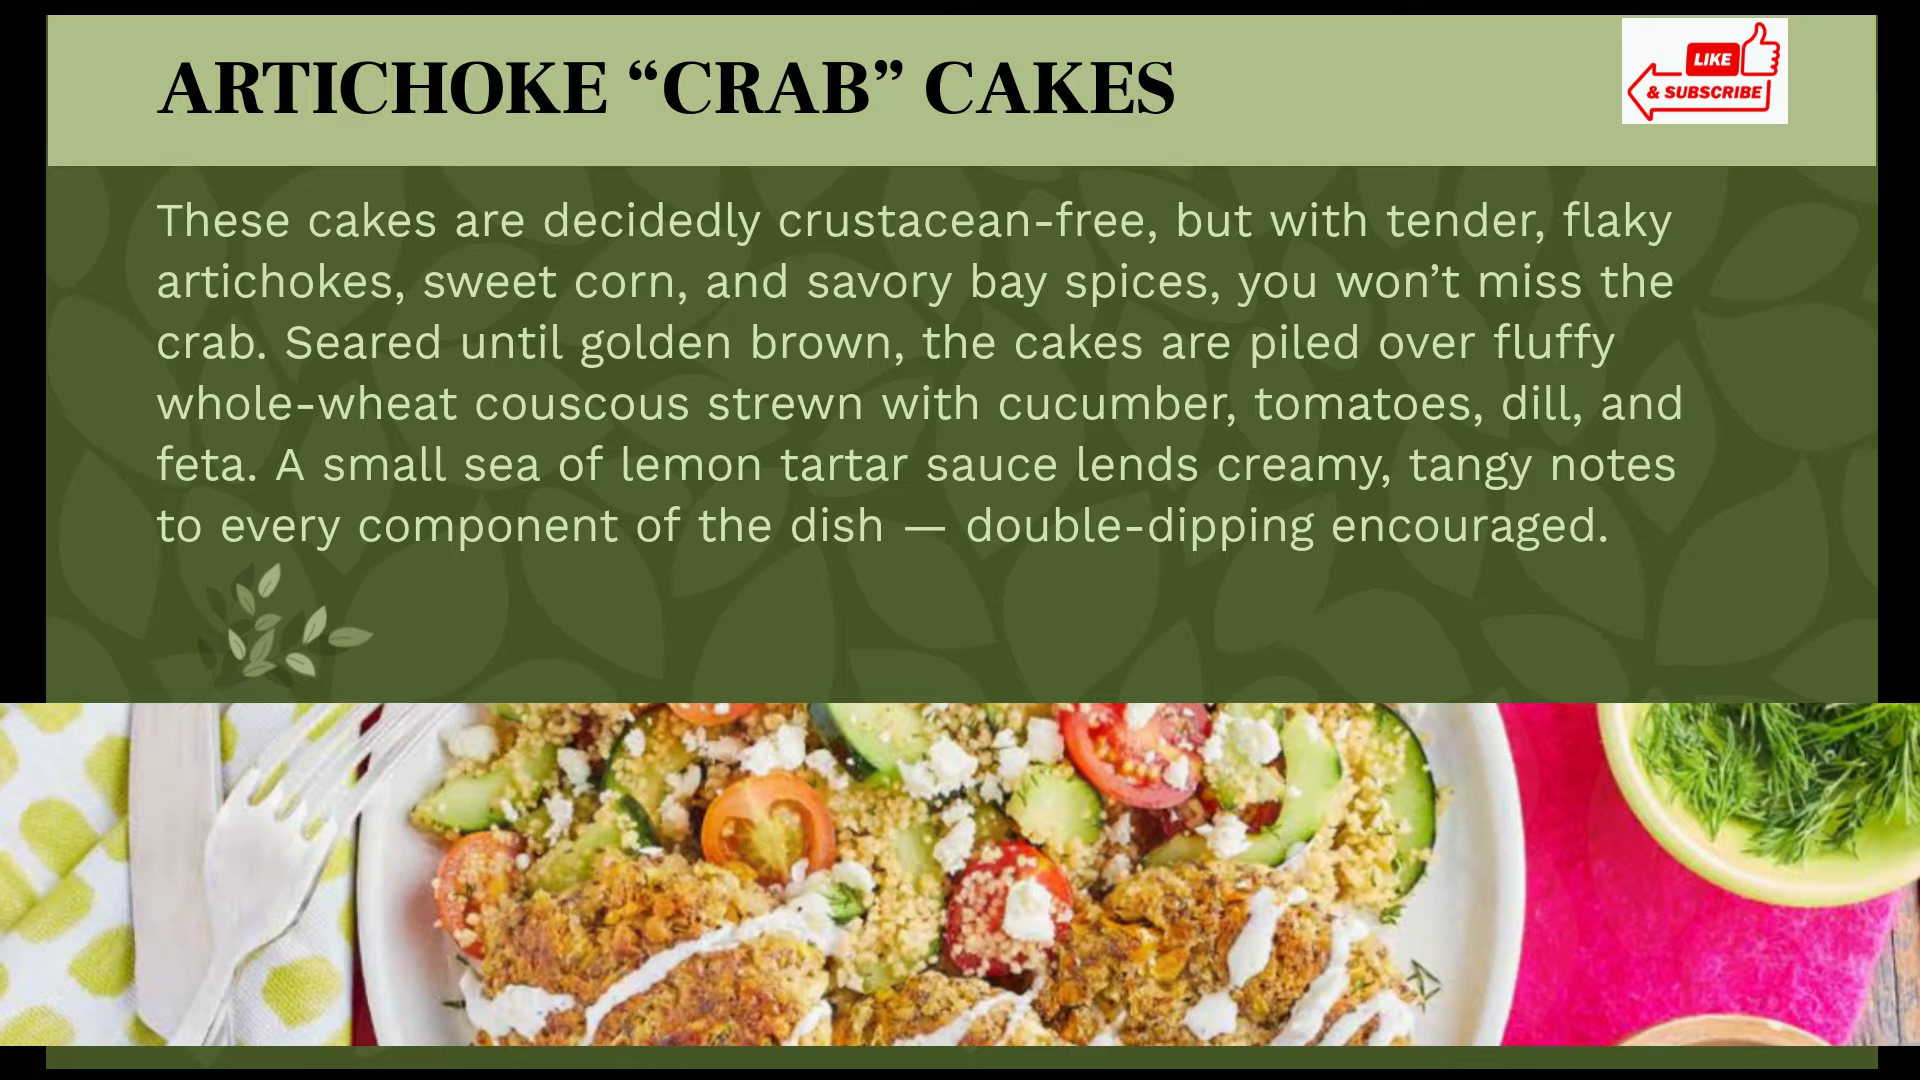 ARTICHOKE “CRAB” CAKES
LIKE
& SUBSCRIBE
These cakes are decidedly crustacean-free, but with tender, flaky
artichokes, sweet corn, and savory bay spices, you won’t miss the
crab. Seared until golden brown, the cakes are piled over fluffy
whole-wheat couscous strewn with cucumber, tomatoes, dill, and
feta. A small sea of lemon tartar sauce lends creamy, tangy notes
to every component of the dish — double-dipping encouraged.